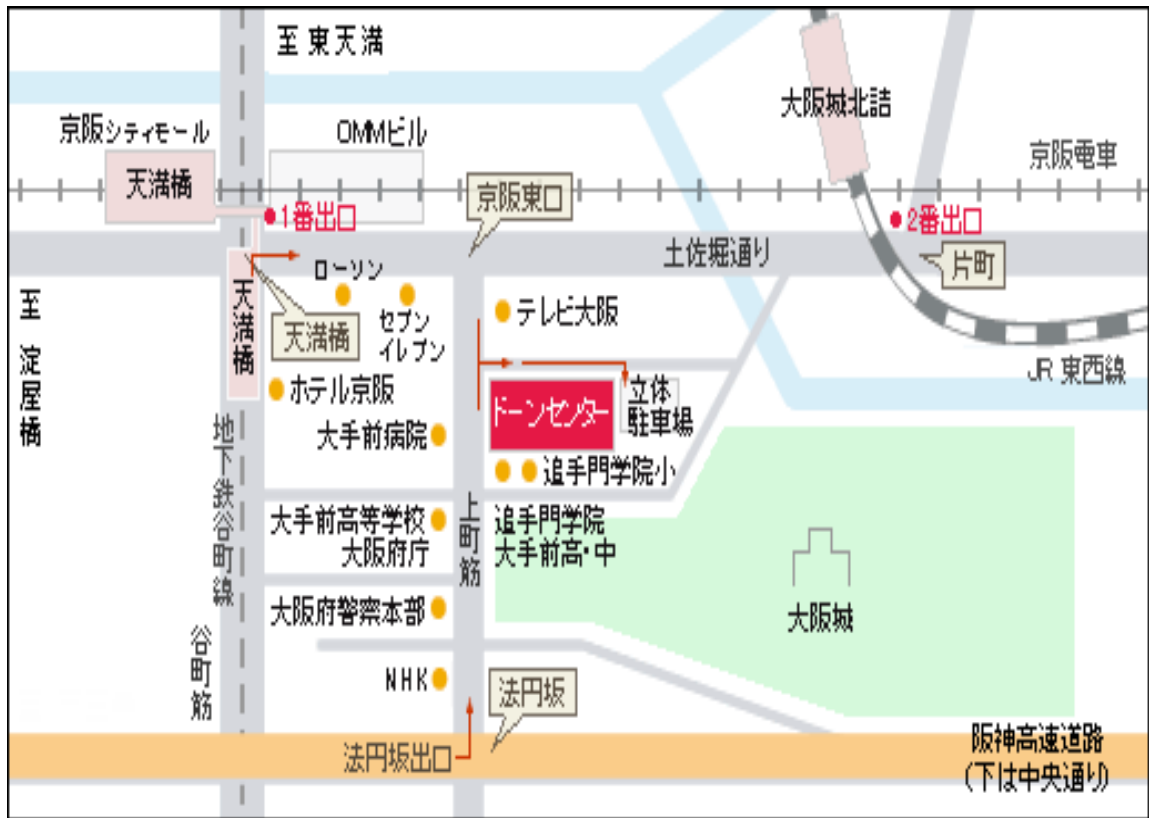 至 東天満
大阪城北詰
京阪シティモール
OMMビル
京阪電車
天満橋
京阪東口
1番出口
2番出口
土佐堀通り
片町
ローソン
至 淀屋橋
天満橋
天満橋
セブン
イレブン
テレビ大阪
JR 東西線
ホテル京阪
ドーンセンター
立体
駐車場
大手前病院
地下鉄谷町線
追手門学院小
上町筋
大手前高等学校
大阪府庁
追手門学院
大手前高・中
大阪府警察本部
大阪城
谷町筋
NHK
法円坂
法円坂出口
阪神高速道路
(下は中央通り)